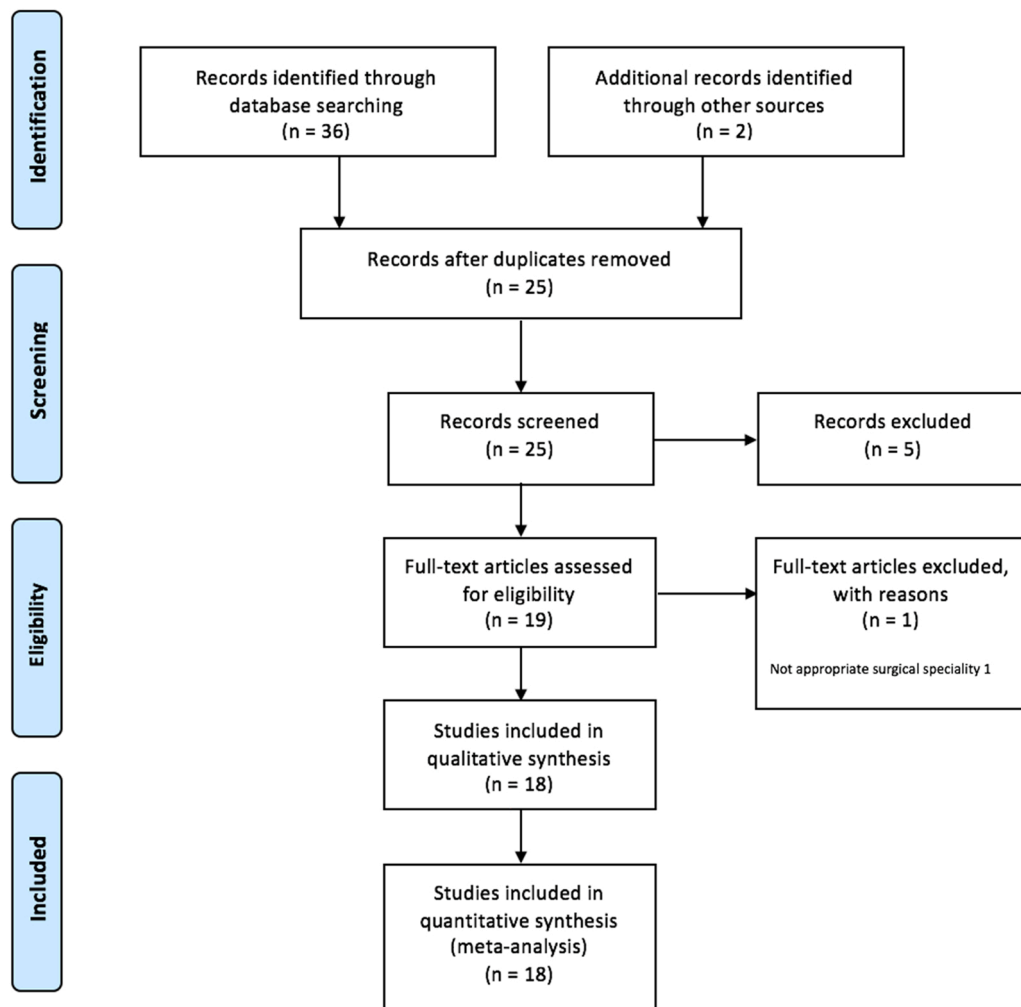 Identification
Records identified through
database searching
(n = 36)
Additional records identified
through other sources
(n = 2)
Records after duplicates removed
(n = 25)
Screening
Records screened
(n = 25)
Records excluded
(n = 5)
Eligibility
Full-text articles assessed
for eligibility
(n = 19)
Full-text articles excluded,
with reasons
(n = 1)
Not appropriate surgical speciality 1
Studies included in
qualitative synthesis
(n = 18)
Included
Studies included in
quantitative synthesis
(meta-analysis)
(n = 18)